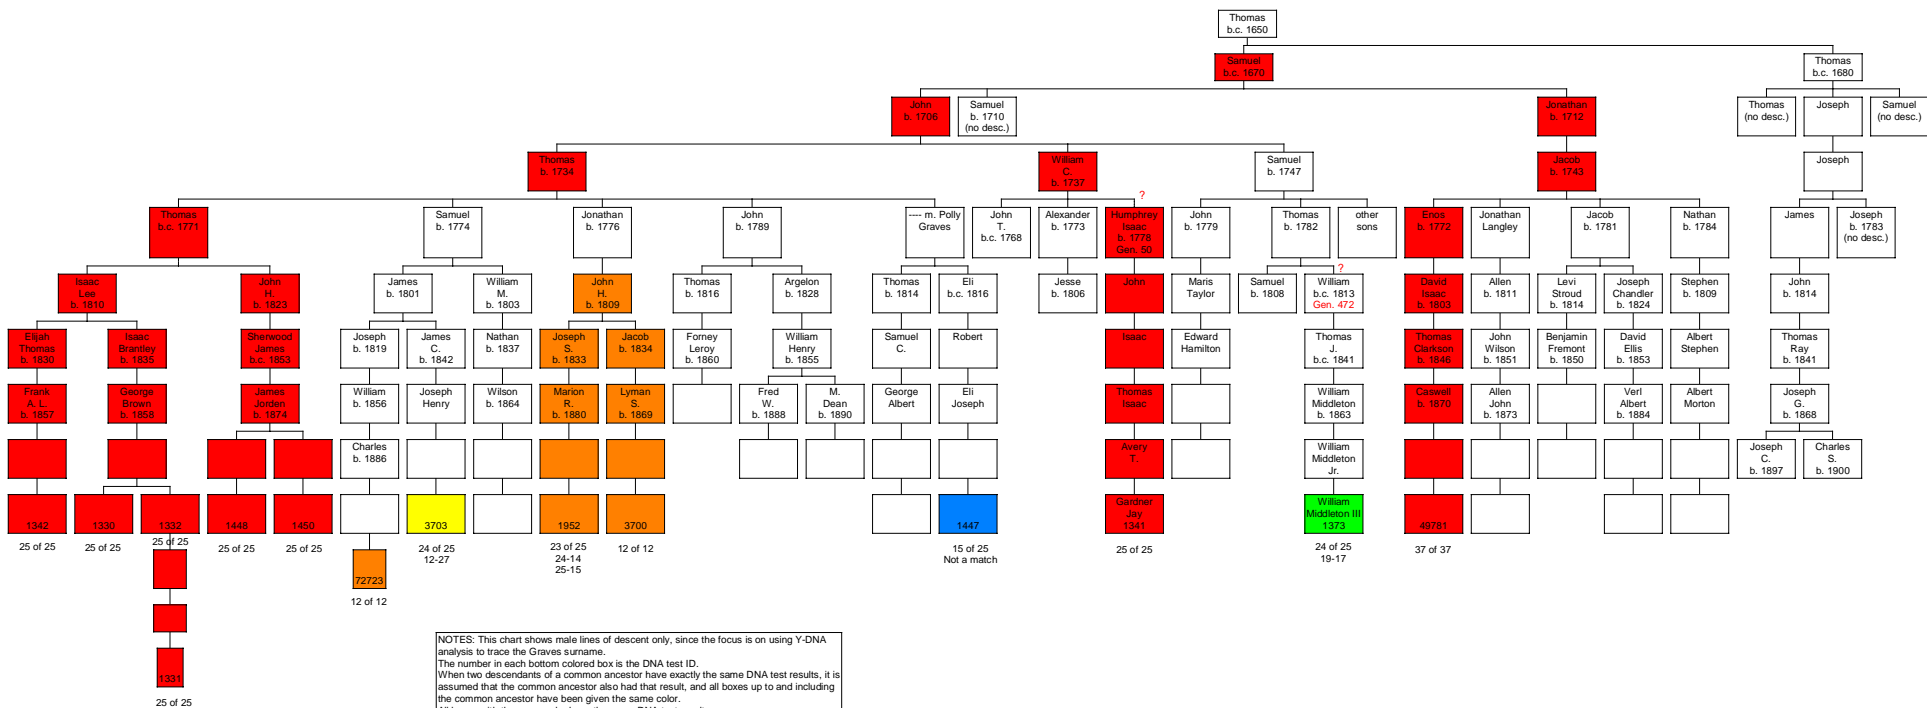 Thomas
b.c. 1650
Samuel
b.c. 1670
Thomas
b.c. 1680
John
b. 1706
Samuel
b. 1710
(no desc.)
Jonathan
b. 1712
Thomas
(no desc.)
Joseph
Samuel
(no desc.)
Thomas
b. 1734
William
C.
b. 1737
Samuel
b. 1747
Jacob
b. 1743
Joseph
?
Thomas
b.c. 1771
Samuel
b. 1774
Jonathan
b. 1776
John
b. 1789
---- m. Polly
Graves
John
T.
b.c. 1768
Alexander
b. 1773
Humphrey
Isaac
b. 1778
Gen. 50
John
b. 1779
Thomas
b. 1782
other
sons
Enos
b. 1772
Jonathan
Langley
Jacob
b. 1781
Nathan
b. 1784
James
Joseph
b. 1783
(no desc.)
?
Isaac
Lee
b. 1810
John
H.
b. 1823
James
b. 1801
William
M.
b. 1803
John
H.
b. 1809
Thomas
b. 1816
Argelon
b. 1828
Thomas
b. 1814
Eli
b.c. 1816
Jesse
b. 1806
John
Maris
Taylor
Samuel
b. 1808
William
b.c. 1813
Gen. 472
David
Isaac
b. 1803
Allen
b. 1811
Levi
Stroud
b. 1814
Joseph
Chandler
b. 1824
Stephen
b. 1809
John
b. 1814
Elijah
Thomas
b. 1830
Isaac
Brantley
b. 1835
Sherwood
James
b.c. 1853
Joseph
b. 1819
James
C.
b. 1842
Nathan
b. 1837
Joseph
S.
b. 1833
Jacob
b. 1834
Forney
Leroy
b. 1860
William
Henry
b. 1855
Samuel
C.
Robert
Isaac
Edward
Hamilton
Thomas
J.
b.c. 1841
Thomas
Clarkson
b. 1846
John
Wilson
b. 1851
Benjamin
Fremont
b. 1850
David
Ellis
b. 1853
Albert
Stephen
Thomas
Ray
b. 1841
Frank
A. L.
b. 1857
George
Brown
b. 1858
James
Jorden
b. 1874
William
b. 1856
Joseph
Henry
Wilson
b. 1864
Marion
R.
b. 1880
Lyman
S.
b. 1869
Fred
W.
b. 1888
M.
Dean
b. 1890
George
Albert
Eli
Joseph
Thomas
Isaac
William
Middleton
b. 1863
Caswell
b. 1870
Allen
John
b. 1873
Verl
Albert
b. 1884
Albert
Morton
Joseph
G.
b. 1868
Charles
b. 1886
Avery
T.
William
Middleton
Jr.
Joseph
C.
b. 1897
Charles
S.
b. 1900
1342
1330
1332
1448
1450
3703
1952
3700
1447
Gardner
Jay
1341
William
Middleton III
1373
49781
25 of 25
25 of 25
25 of 25
25 of 25
25 of 25
24 of 25
12-27
23 of 25
24-14
25-15
12 of 12
15 of 25
Not a match
25 of 25
24 of 25
19-17
37 of 37
72723
12 of 12
1331
25 of 25
NOTES: This chart shows male lines of descent only, since the focus is on using Y-DNA
analysis to trace the Graves surname.
The number in each bottom colored box is the DNA test ID.
When two descendants of a common ancestor have exactly the same DNA test results, it is
assumed that the common ancestor also had that result, and all boxes up to and including
the common ancestor have been given the same color.